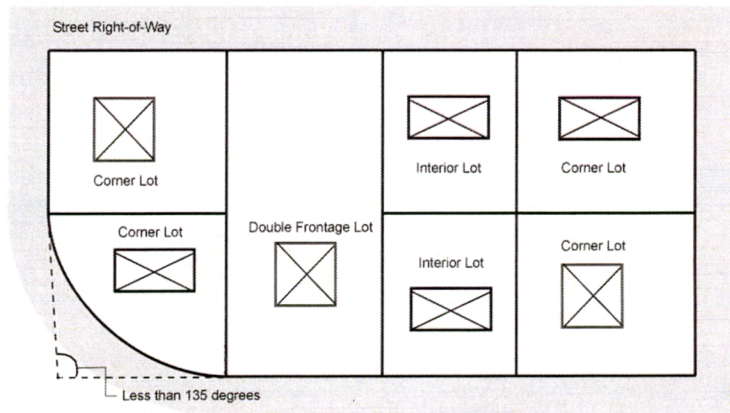 Street Right-of-Way
Corner Lot
Interior Lot
Corner Lot
Corner Lot
Double Frontage Lot
Interior Lot
Corner Lot
Less than 135 degrees